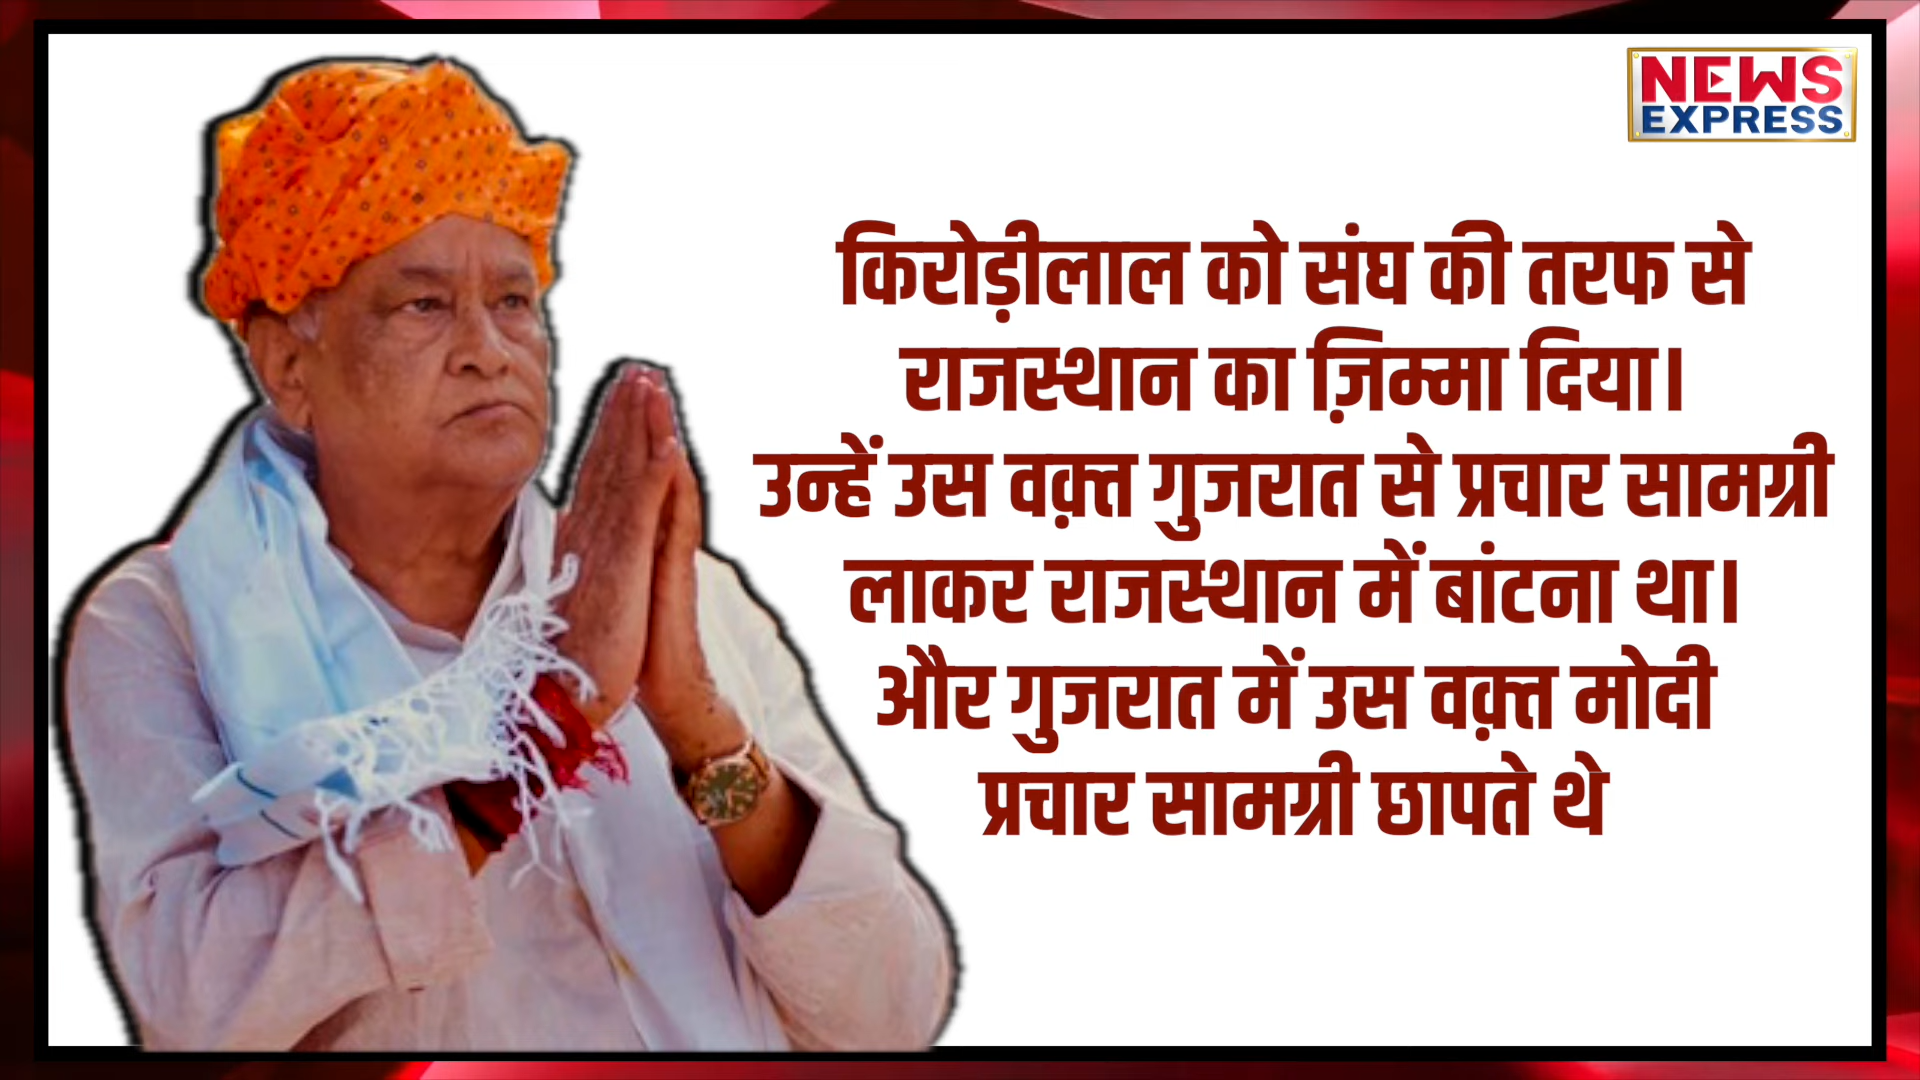 NEWS
EXPRESS
किरोड़ीलाल को संघ की तरफ से
राजस्थान का ज़िम्मा दिया।
उन्हें उस वक़्त गुजरात से प्रचार सामग्री
लाकर राजस्थान में बांटना था।
और गुजरात में उस वक़्त मोदी
प्रचार सामग्री छापते थे